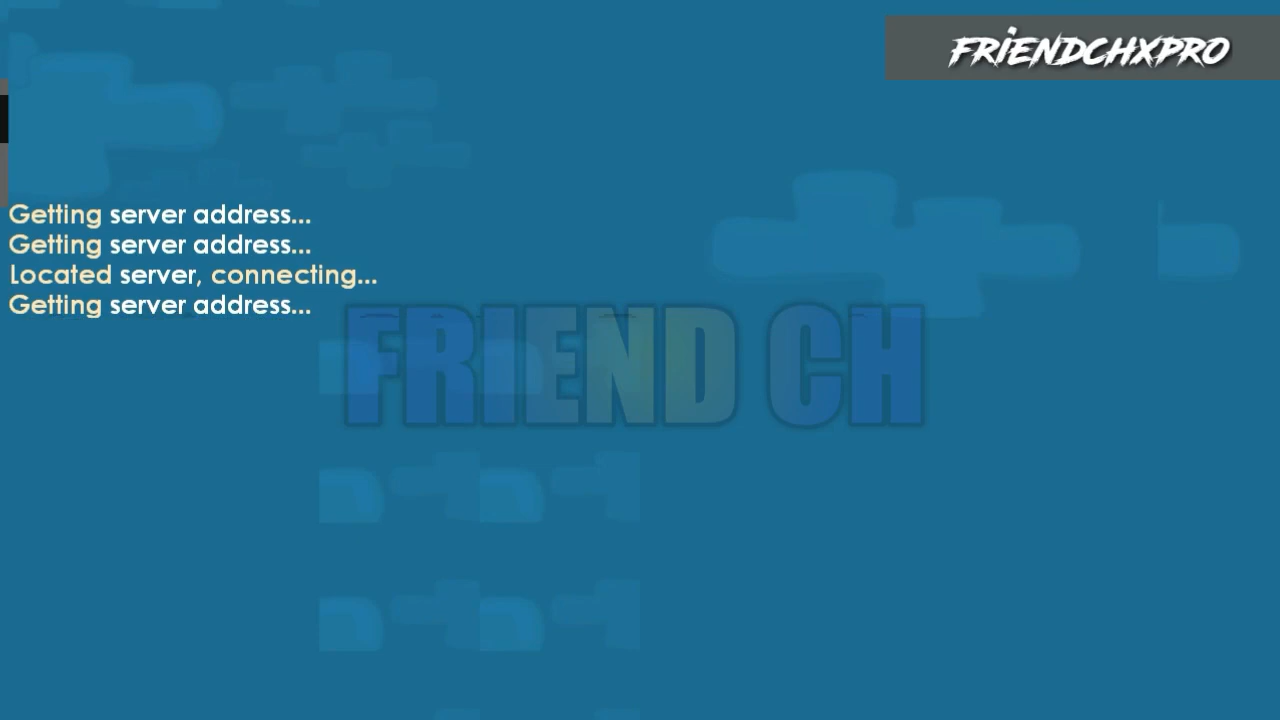 FRIENDCHXPRO
Getting server address...
Getting server address...
Located server, connecting...
Getting server address...
FRIEND CH